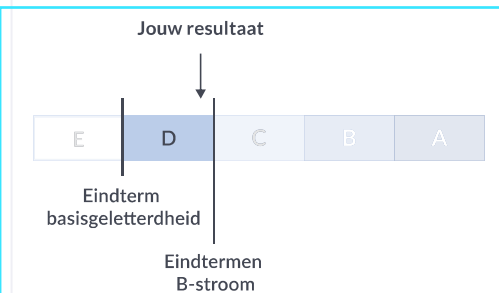 Jouw resultaat
E D C B A
Eindterm
basisgeletterdheid
Eindtermen
B-stroom